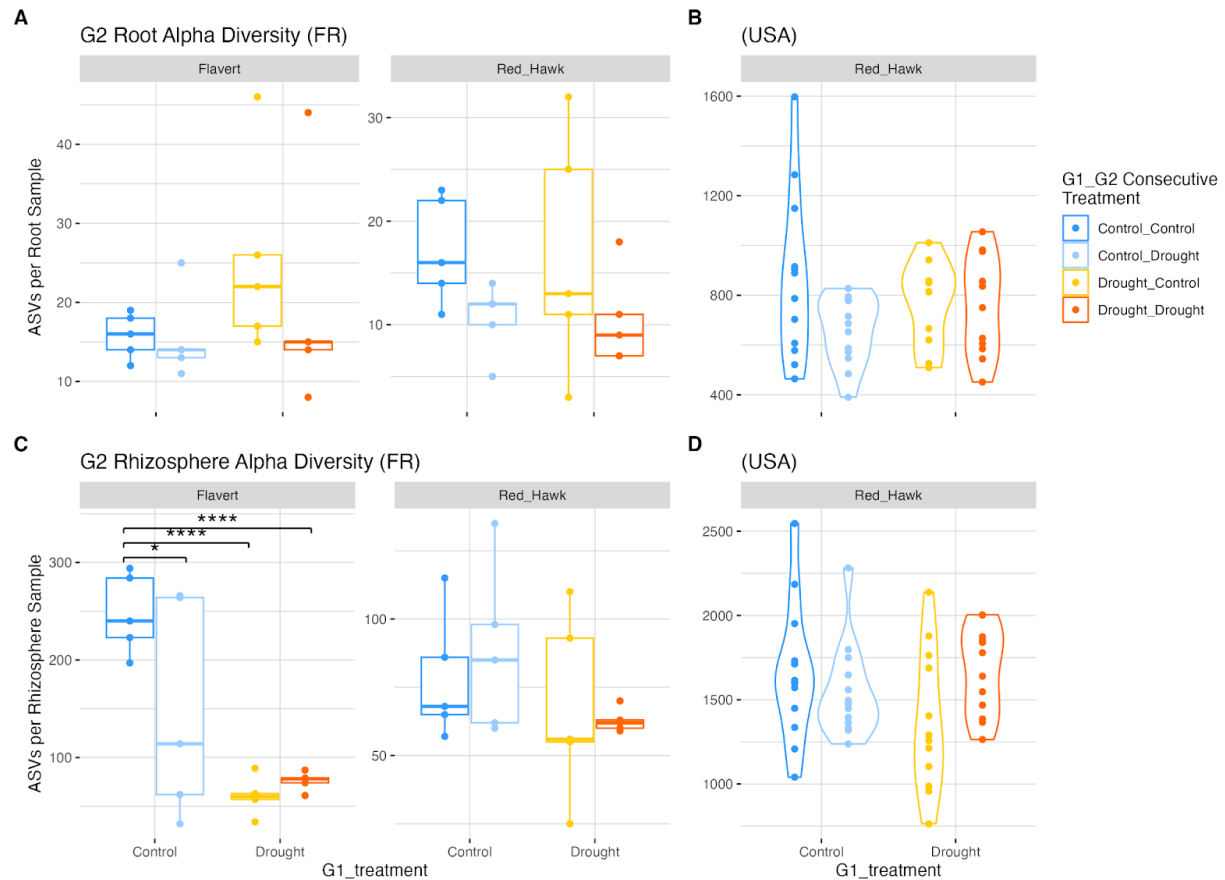 A
G2 Root Alpha Diversity (FR)
Flavert
Red_Hawk
ASVs per Root Sample
40
30
20
10
30
20
10
B
(USA)
Red_Hawk
1600
1200
800
400
G1_G2 Consecutive
Treatment
Control_Control
Control_Drought
Drought_Control
Drought_Drought
C
G2 Rhizosphere Alpha Diversity (FR)
Flavert
Red_Hawk
ASVs per Rhizosphere Sample
300
200
100
****
****
*
100
50
Control
Drought
Control
Drought
G1_treatment
D
(USA)
Red_Hawk
2500
2000
1500
1000
Control
Drought
G1_treatment